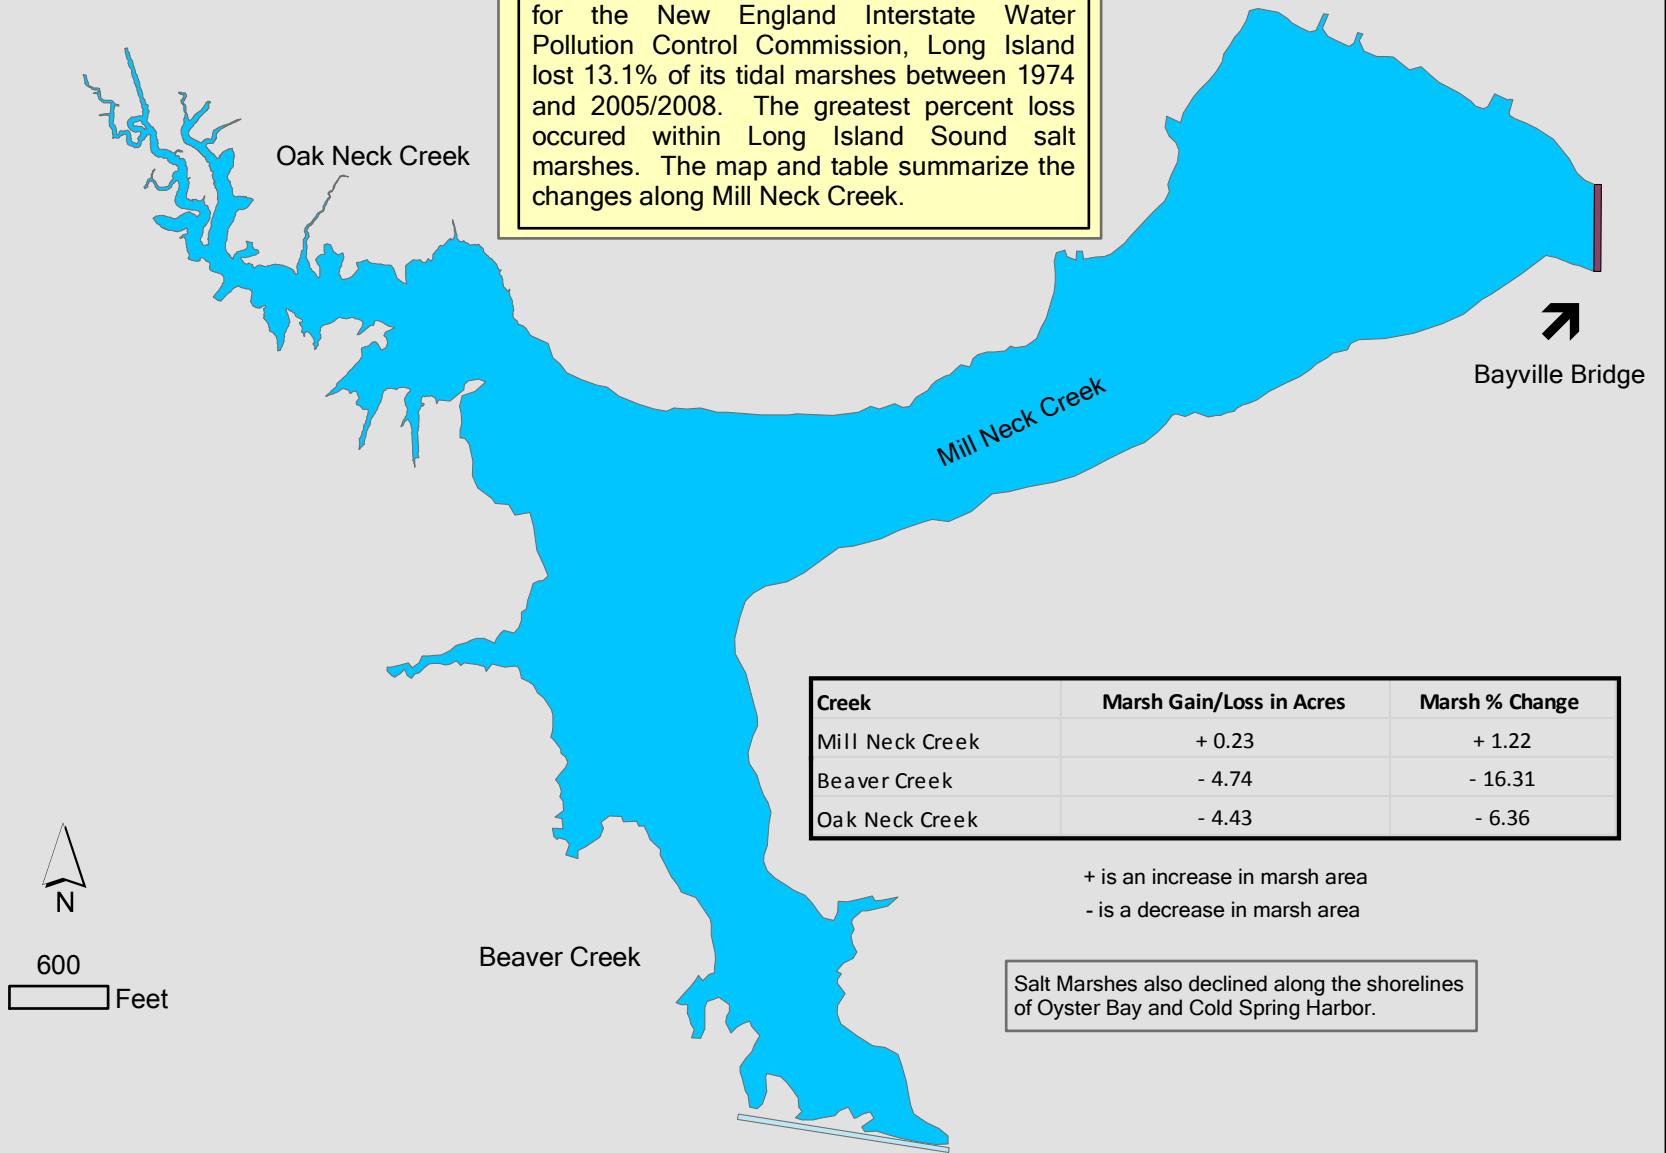 for the New England Interstate Water
Pollution Control Commission, Long Island
lost 13.1% of its tidal marshes between 1974
and 2005/2008. The greatest percent loss
occured within Long Island Sound salt
marshes. The map and table summarize the
changes along Mill Neck Creek.
Oak Neck Creek
Bayville Bridge
Mill Neck Creek
Creek Marsh Gain/Loss in Acres Marsh % Change
Mill Neck Creek + 0.23 + 1.22
Beaver Creek - 4.74 - 16.31
Oak Neck Creek - 4.43 - 6.36
+ is an increase in marsh area
- is a decrease in marsh area
N
Beaver Creek
600
Feet
Salt Marshes also declined along the shorelines
of Oyster Bay and Cold Spring Harbor.